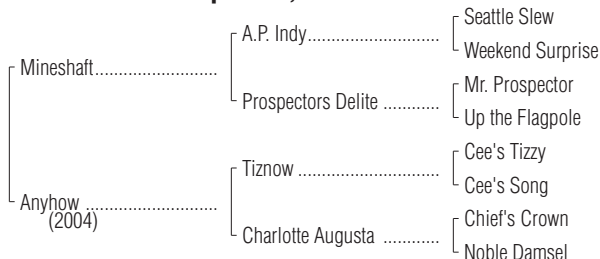 Seattle Slew
A.P. Indy..............................
Weekend Surprise
Mineshaft............................
Mr. Prospector
Prospectors Delite ............
Up the Flagpole
Cee's Tizzy
Tiznow ...............................
Cee's Song
Anyhow ..............................
(2004)
Chief's Crown
Charlotte Augusta ............
Noble Damsel